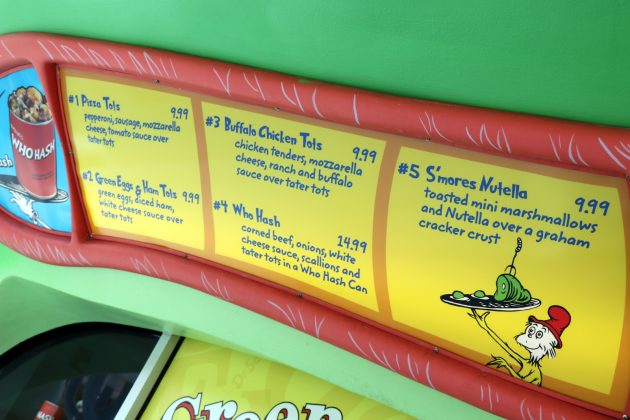 WHO HASH
#1 Pizza Tots 9.99
pepperoni, sausage, mozzarella
cheese, tomato sauce over
tater tots
#2 Green Eggs & Ham Tots 9.99
green eggs, diced ham,
white cheese sauce over
tater tots
#3 Buffalo Chicken Tots 9.99
chicken tenders, mozzarella
cheese, ranch and buffalo
sauce over tater tots
#4 Who Hash 14.99
corned beef, onions, white
cheese sauce, scallions and
tater tots in a Who Hash Can
#5 S'mores Nutella 9.99
toasted mini marshmallows
and Nutella over a graham
cracker crust
Green